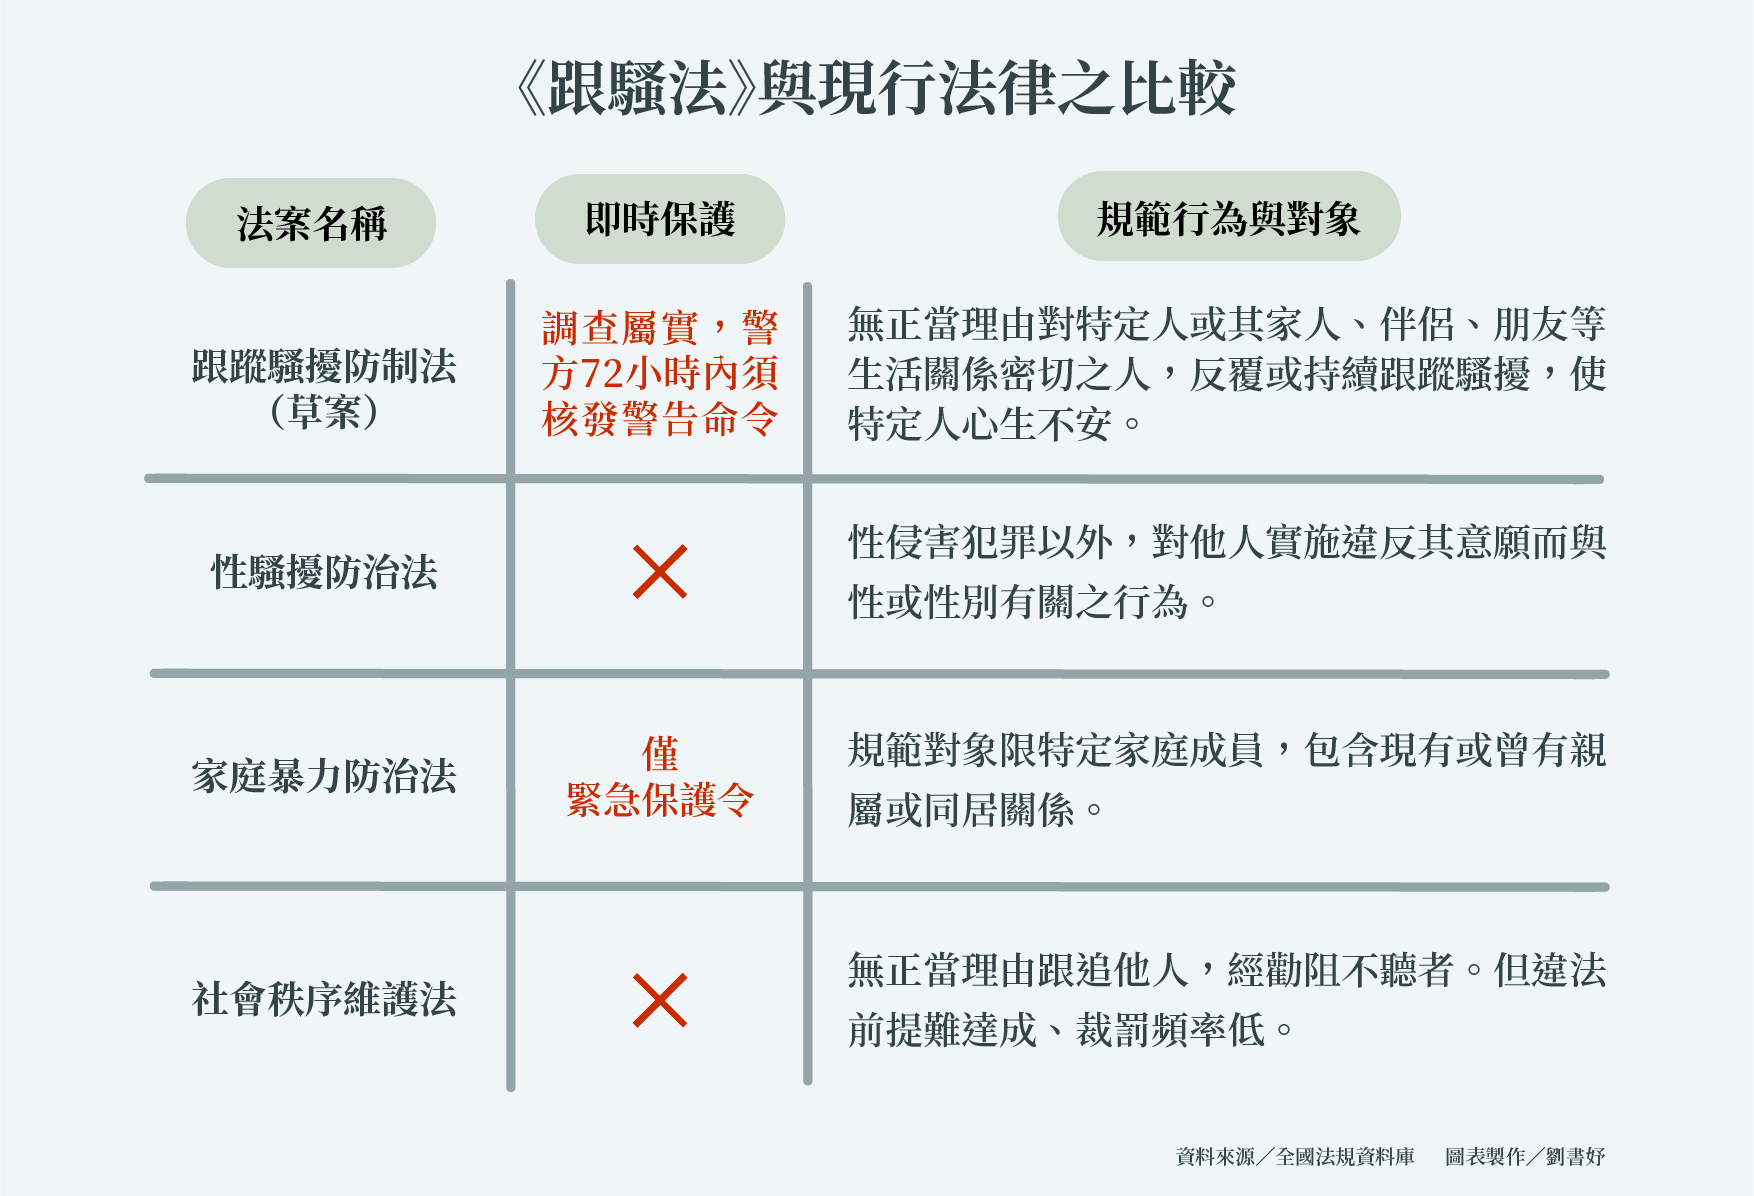 《跟騷法》與現行法律之比較
法案名稱
即時保護
規範行為與對象
跟蹤騷擾防制法
（草案）
調查屬實，警
方72小時內須
核發警告命令
無正當理由對特定人或其家人、伴侶、朋友等
生活關係密切之人，反覆或持續跟蹤騷擾，使
特定人心生不安。
性騷擾防治法
性侵害犯罪以外，對他人實施違反其意願而與
性或性別有關之行為。
家庭暴力防治法
僅
緊急保護令
規範對象限特定家庭成員，包含現有或曾有親
屬或同居關係。
社會秩序維護法
無正當理由跟追他人，經勸阻不聽者。但違法
前提難達成、裁罰頻率低。
資料來源／全國法規資料庫　圖表製作／劉書妤